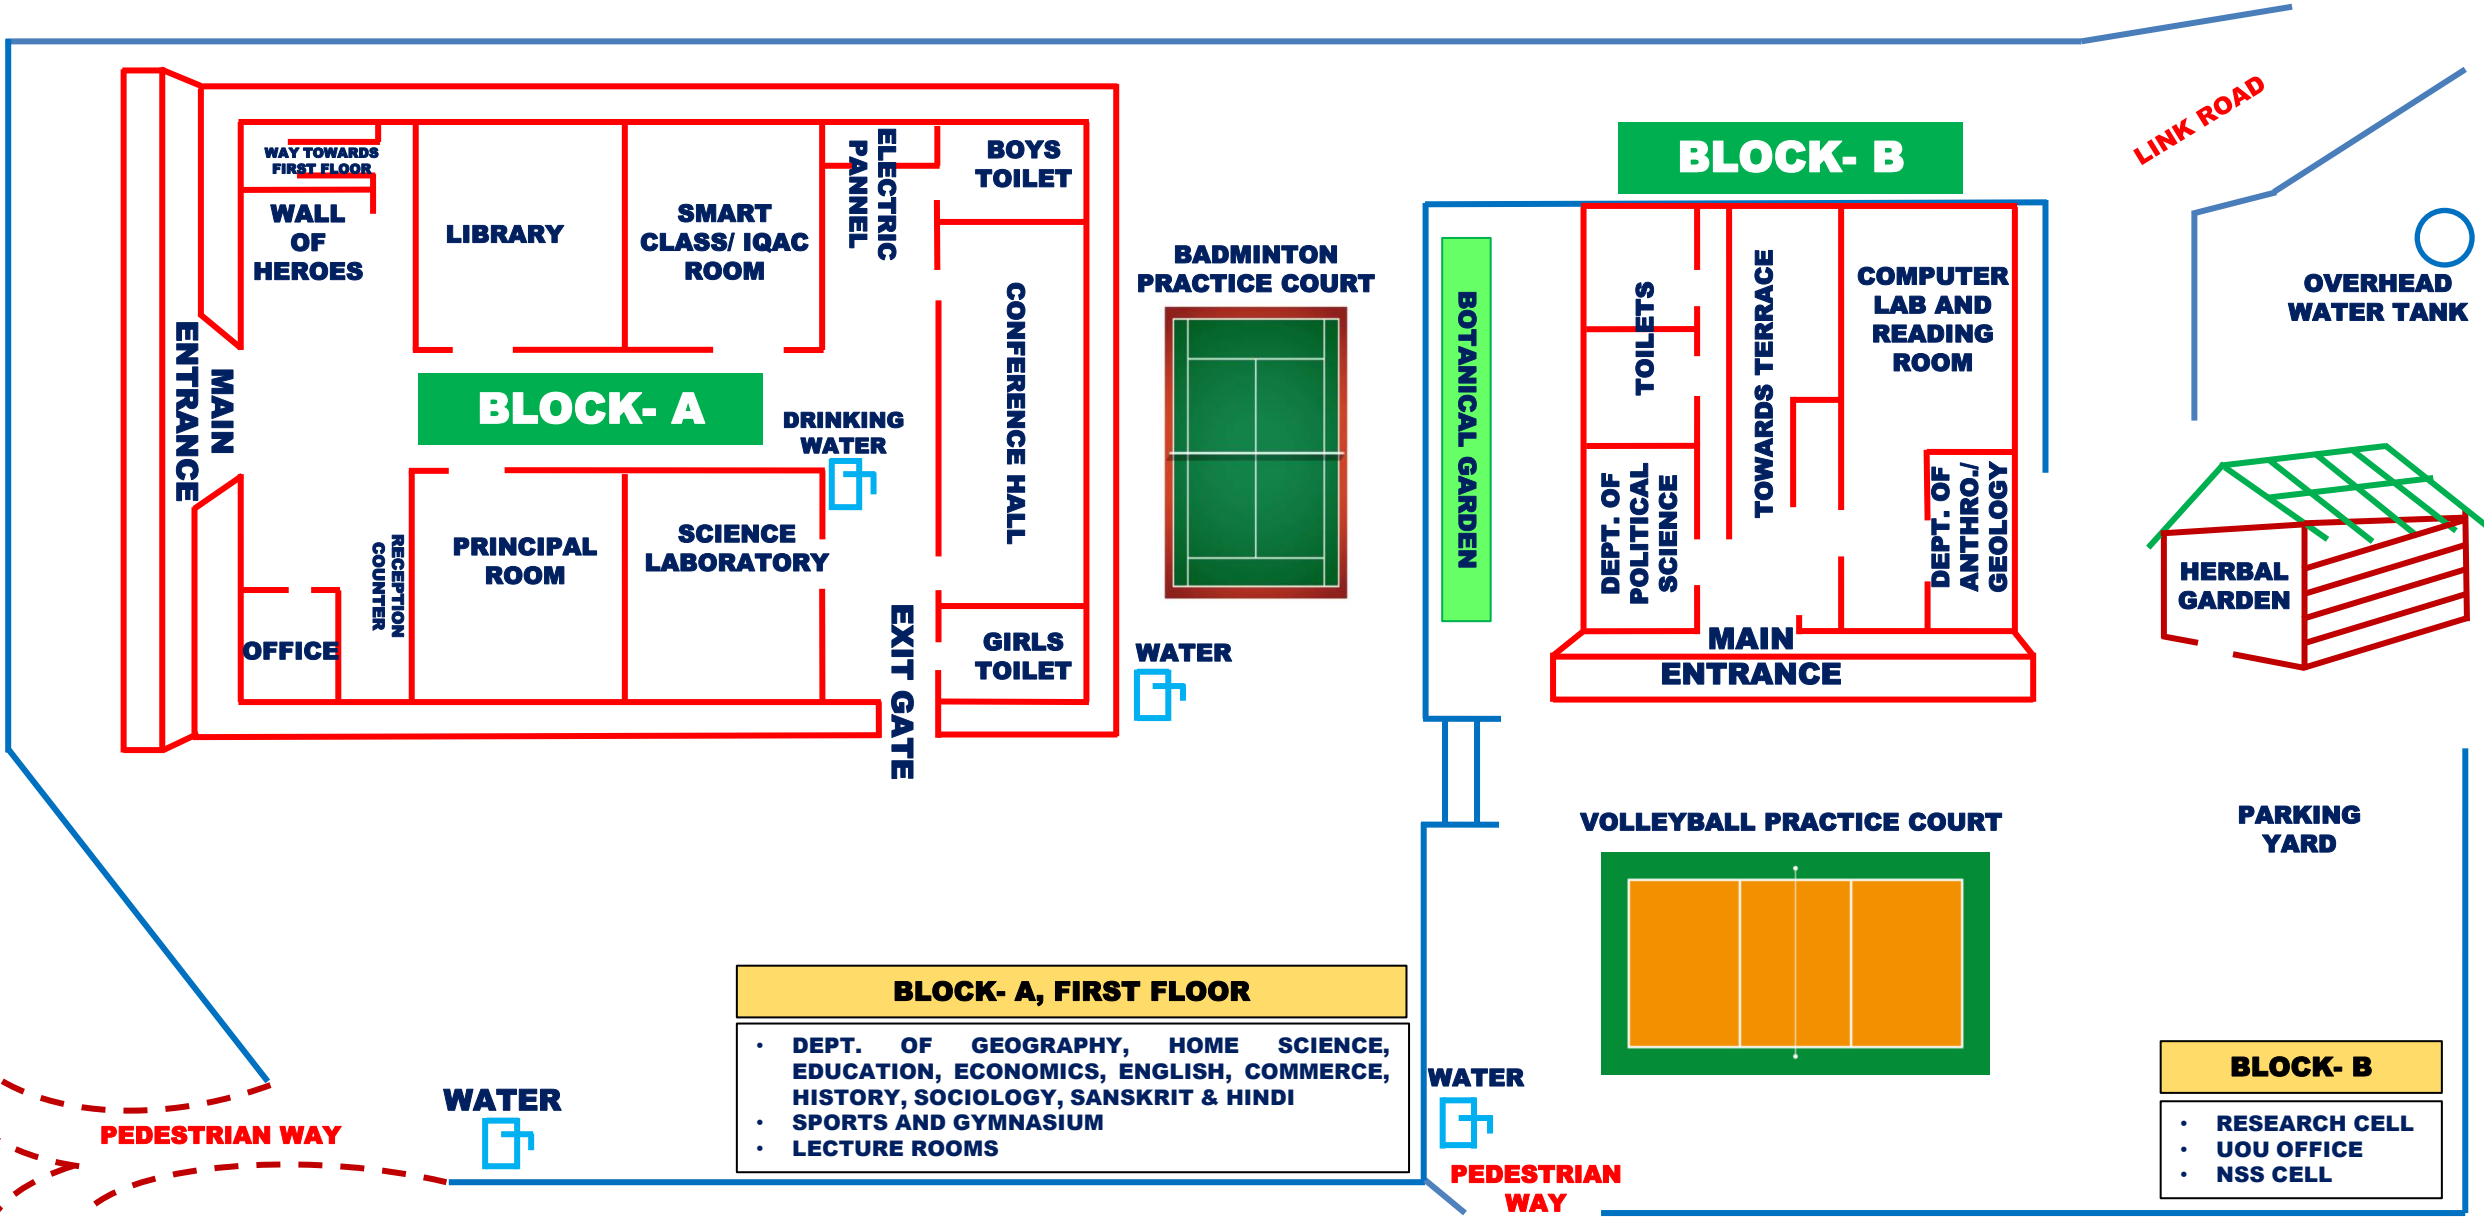 LINK ROAD
WAY TOWARDS
FIRST FLOOR
WALL
OF
HEROES
LIBRARY
SMART
CLASS/ IQAC
ROOM
ELECTRIC
PANNEL
BOYS
TOILET
MAIN
ENTRANCE
BLOCK- A
DRINKING
WATER
CONFERENCE HALL
OFFICE
RECEPTION
COUNTER
PRINCIPAL
ROOM
SCIENCE
LABORATORY
EXIT GATE
GIRLS
TOILET
BADMINTON
PRACTICE COURT
WATER
BOTANICAL GARDEN
BLOCK- B
TOILETS
TOWARDS TERRACE
COMPUTER
LAB AND
READING
ROOM
DEPT. OF
POLITICAL
SCIENCE
DEPT. OF
ANTHRO./
GEOLOGY
MAIN
ENTRANCE
OVERHEAD
WATER TANK
HERBAL
GARDEN
VOLLEYBALL PRACTICE COURT
PARKING
YARD
BLOCK- A, FIRST FLOOR
• DEPT. OF GEOGRAPHY, HOME SCIENCE,
EDUCATION, ECONOMICS, ENGLISH, COMMERCE,
HISTORY, SOCIOLOGY, SANSKRIT & HINDI
• SPORTS AND GYMNASIUM
• LECTURE ROOMS
WATER
PEDESTRIAN WAY
WATER
PEDESTRIAN
WAY
BLOCK- B
• RESEARCH CELL
• UOU OFFICE
• NSS CELL